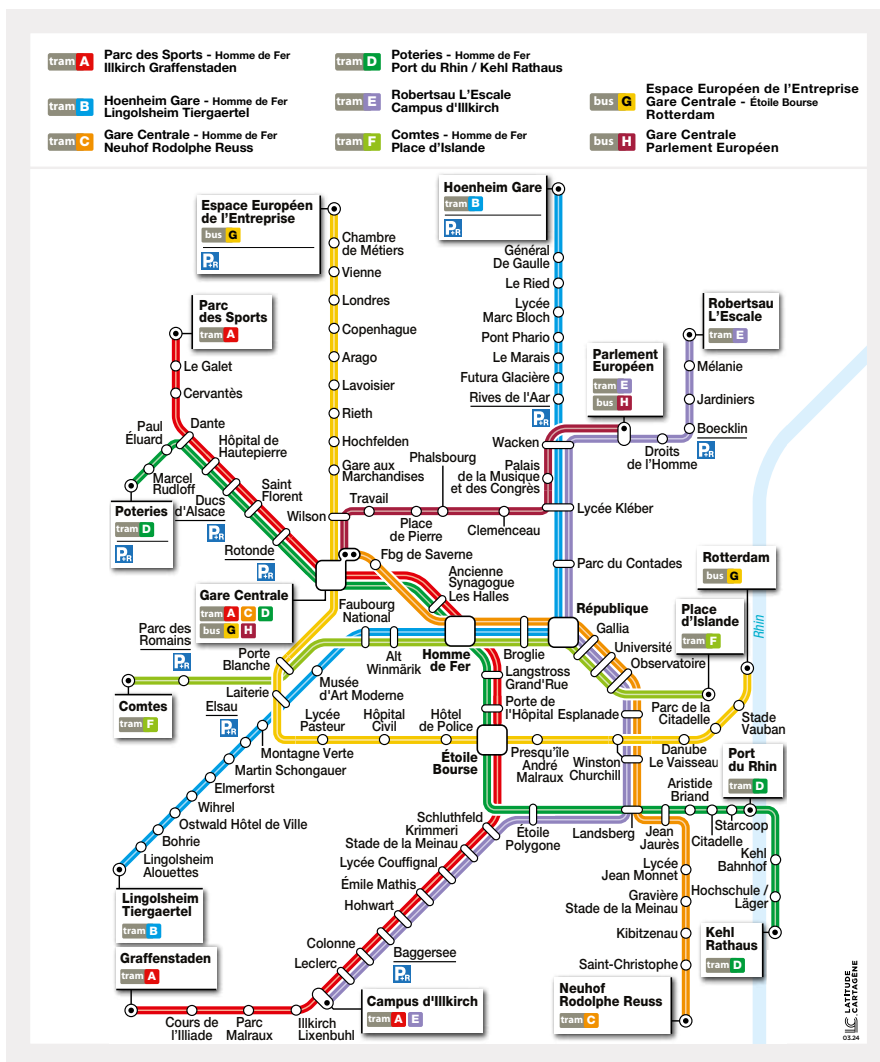 tram A
Parc des Sports - Homme de Fer
Illkirch Graffenstaden
tram B
Hoenheim Gare - Homme de Fer
Lingolsheim Tiergaertel
tram C
Gare Centrale - Homme de Fer
Neuhof Rodolphe Reuss
tram D
Poteries - Homme de Fer
Port du Rhin / Kehl Rathaus
tram E
Robertsau L'Escale
Campus d'Illkirch
tram F
Comtes - Homme de Fer
Place d'Islande
bus G
Espace Européen de l'Entreprise
Gare Centrale - Étoile Bourse
Rotterdam
bus H
Gare Centrale
Parlement Européen
Espace Européen
de l'Entreprise
bus G
P+R
Chambre
de Métiers
Vienne
Londres
Copenhague
Arago
Lavoisier
Rieth
Hochfelden
Gare aux
Marchandises
Wilson
Hoenheim Gare
tram B
P+R
Général
De Gaulle
Le Ried
Lycée
Marc Bloch
Pont Phario
Le Marais
Futura Glacière
Rives de l'Aar
P+R
Wacken
Robertsau
L'Escale
tram E
Mélanie
Jardiniers
Boecklin
P+R
Droits
de l'Homme
Parlement
Européen
tram E
bus H
Palais
de la Musique
et des Congrès
Lycée Kléber
Clemenceau
Phalsbourg
Place
de Pierre
Travail
Parc du Contades
Parc
des Sports
tram A
Le Galet
Cervantès
Dante
Paul
Éluard
Marcel
Rudloff
Poteries
tram D
P+R
Hôpital de
Hautepierre
Ducs
d'Alsace
P+R
Saint
Florent
Rotonde
P+R
Gare Centrale
tram A C D
bus G H
Fbg de Saverne
Ancienne
Synagogue
Les Halles
Faubourg
National
Parc des
Romains
P+R
Porte
Blanche
Comtes
tram F
Laiterie
Elsau
P+R
Musée
d'Art Moderne
Alt
Winmärik
Homme
de Fer
Broglie
République
Gallia
Université
Observatoire
Place
d'Islande
tram F
Rotterdam
bus G
Rhin
Parc de la
Citadelle
Stade
Vauban
Langstross
Grand'Rue
Porte de
l'Hôpital
Esplanade
Lycée
Pasteur
Hôpital
Civil
Hôtel
de Police
Étoile
Bourse
Presqu'île
André
Malraux
Winston
Churchill
Danube
Le Vaisseau
Port
du Rhin
tram D
Montagne Verte
Martin Schongauer
Elmerforst
Wihrel
Ostwald Hôtel de Ville
Bohrie
Lingolsheim
Alouettes
Lingolsheim
Tiergaertel
tram B
Schluthfeld
Krimmeri
Stade de la Meinau
Lycée Couffignal
Émile Mathis
Hohwart
Colonne
Leclerc
Baggersee
P+R
Étoile
Polygone
Landsberg
Jean
Jaurès
Aristide
Briand
Citadelle
Starcoop
Kehl
Bahnhof
Hochschule /
Läger
Kehl
Rathaus
tram D
Lycée
Jean Monnet
Gravière
Stade de la Meinau
Kibitzenau
Saint-Christophe
Neuhof
Rodolphe Reuss
tram C
Graffenstaden
tram A
Cours de
l'Illiade
Parc
Malraux
Illkirch
Lixenbuhl
Campus d'Illkirch
tram A E
LATITUDE
CARTAGÈNE
03.24